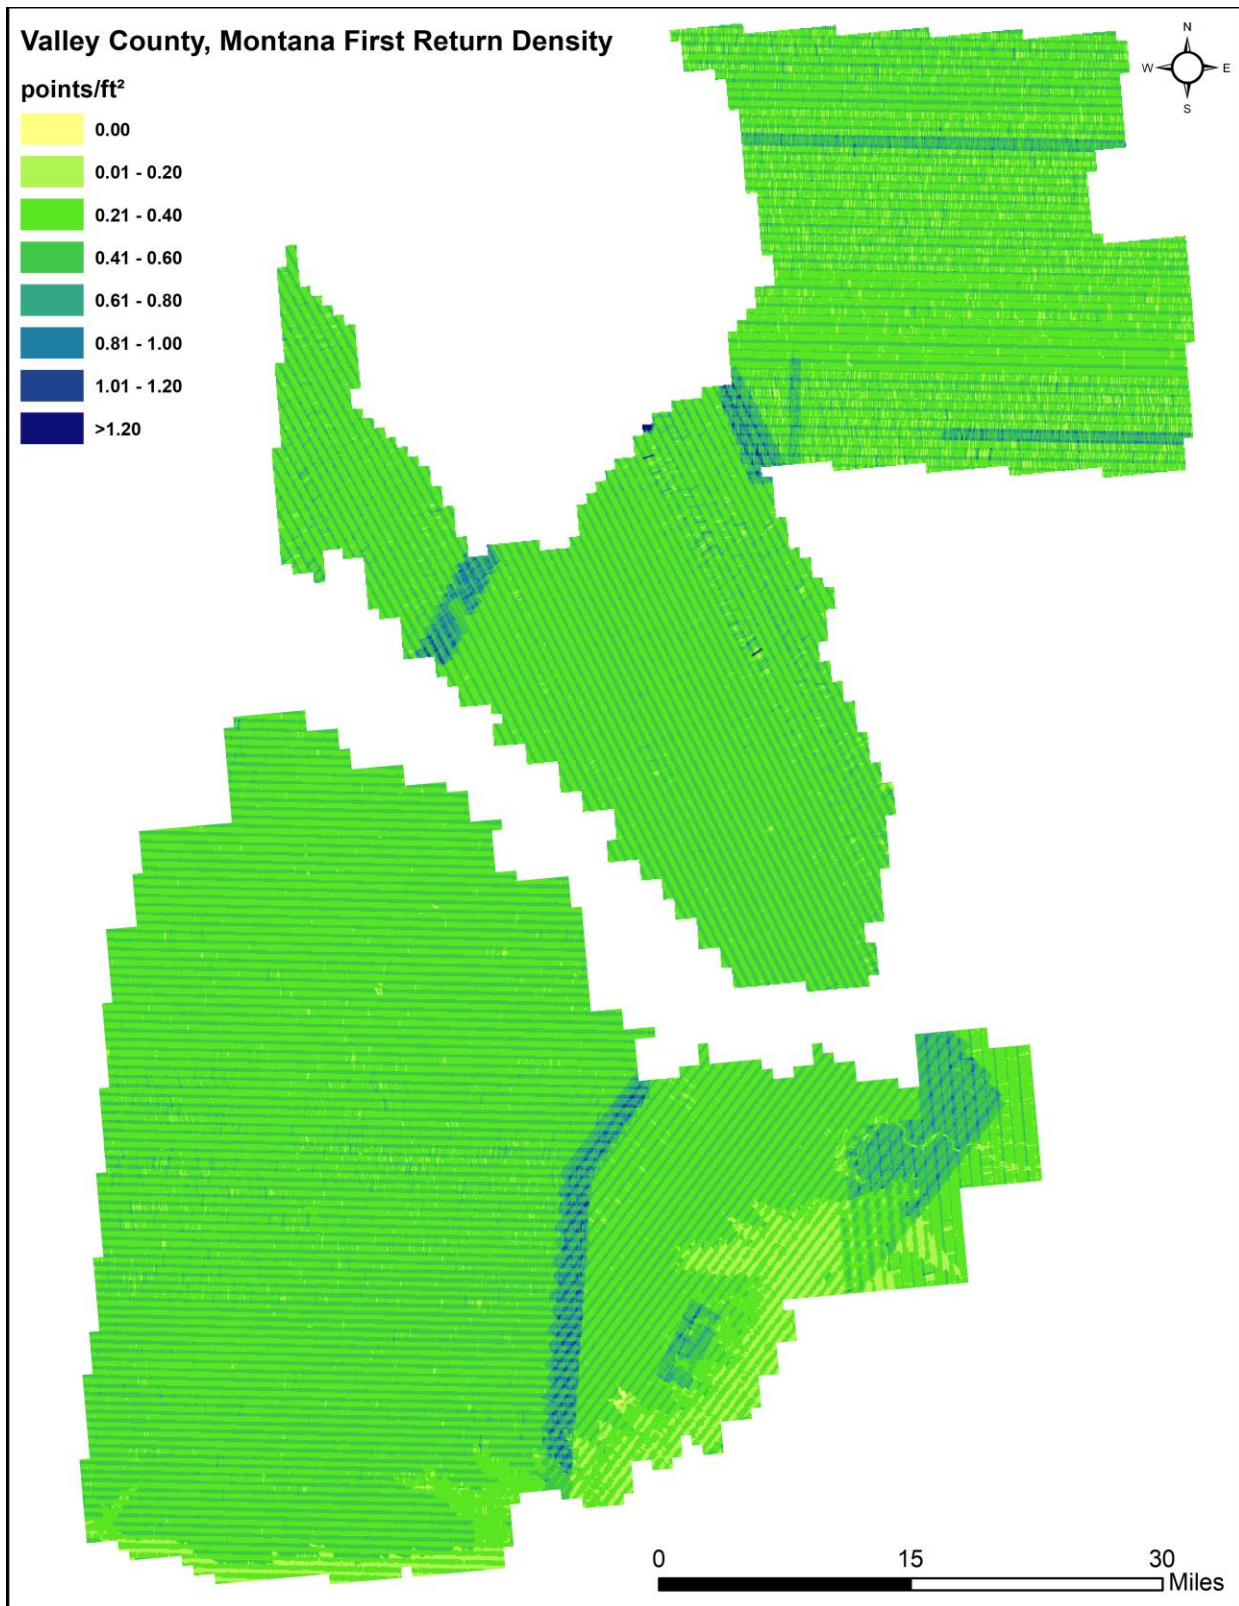 Valley County, Montana First Return Density
points/ft²
0.00
0.01 - 0.20
0.21 - 0.40
0.41 - 0.60
0.61 - 0.80
0.81 - 1.00
1.01 - 1.20
>1.20
N
W E
S
0 15 30
Miles